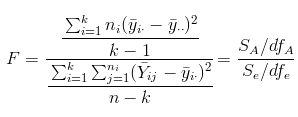 F = \frac{\frac{\sum_{i=1}^{k} n_i(\bar{y}_{i\cdot} - \bar{y}_{\cdot\cdot})^2}{k-1}}{\frac{\sum_{i=1}^{k} \sum_{j=1}^{n_i} (\bar{Y}_{ij} - \bar{y}_{i\cdot})^2}{n-k}} = \frac{S_A/df_A}{S_e/df_e}